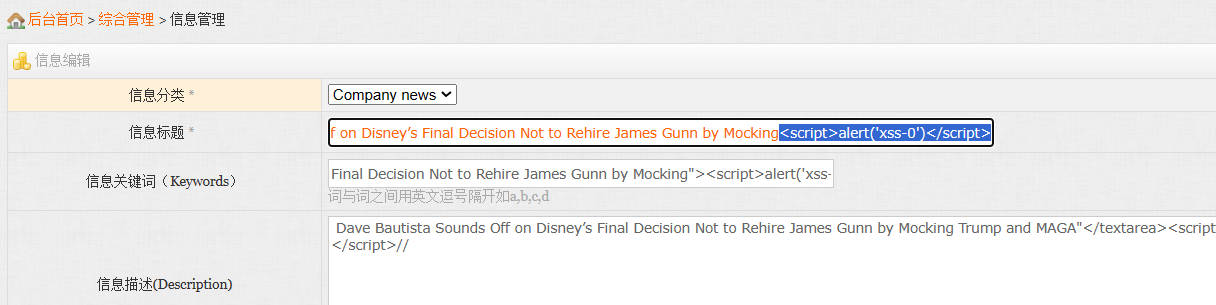 后台首页 > 综合管理 > 信息管理
信息编辑
信息分类 * Company news
信息标题 * f on Disney’s Final Decision Not to Rehire James Gunn by Mocking<script>alert('xss-0')</script>
信息关键词（Keywords） Final Decision Not to Rehire James Gunn by Mocking"><script>alert('xss-
词与词之间用英文逗号隔开如a,b,c,d
Dave Bautista Sounds Off on Disney’s Final Decision Not to Rehire James Gunn by Mocking Trump and MAGA"</textarea><script
</script>//
信息描述(Description)